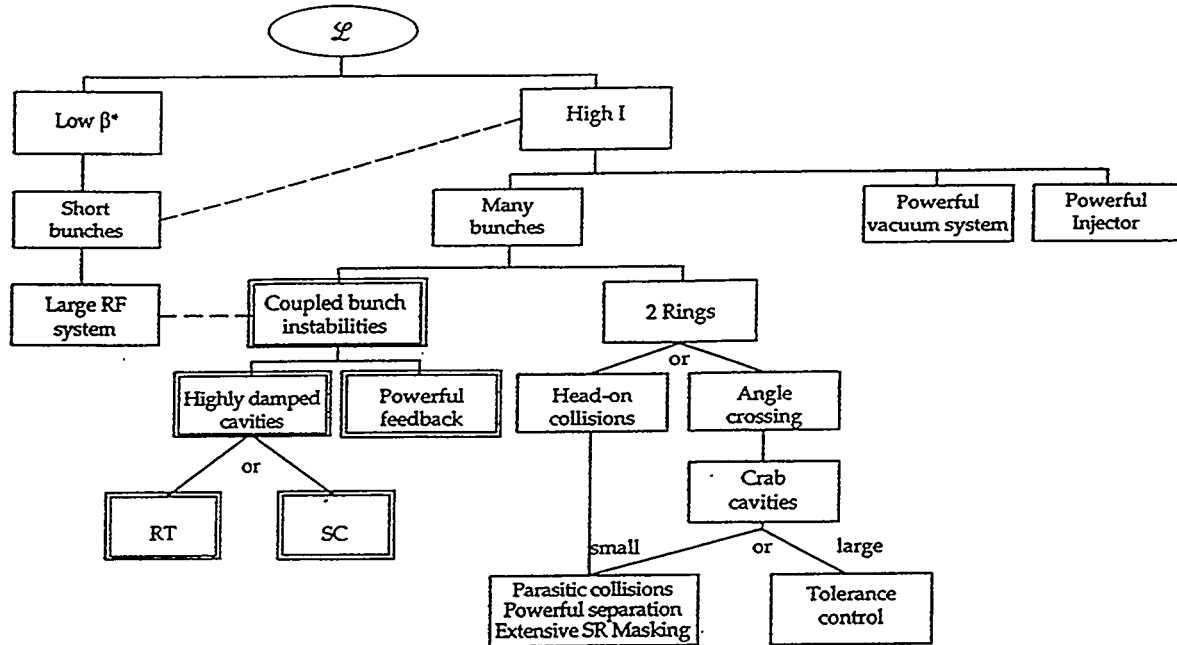 ℒ
Low β*
High I
Short
bunches
Many
bunches
Powerful
vacuum system
Powerful
Injector
Large RF
system
Coupled bunch
instabilities
2 Rings
or
Highly damped
cavities
Powerful
feedback
Head-on
collisions
Angle
crossing
or
Crab
cavities
RT
SC
small
or
large
Parasitic collisions
Powerful separation
Extensive SR Masking
Tolerance
control